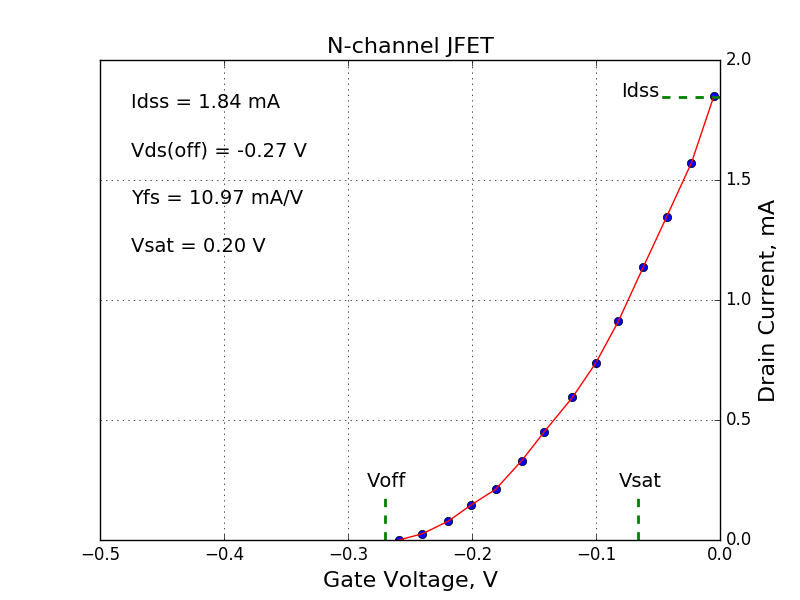 N-channel JFET
Idss = 1.84 mA
Vds(off) = -0.27 V
Yfs = 10.97 mA/V
Vsat = 0.20 V
Idss
Voff
Vsat
2.0
1.5
1.0
0.5
0.0
Drain Current, mA
−0.5 −0.4 −0.3 −0.2 −0.1 0.0
Gate Voltage, V